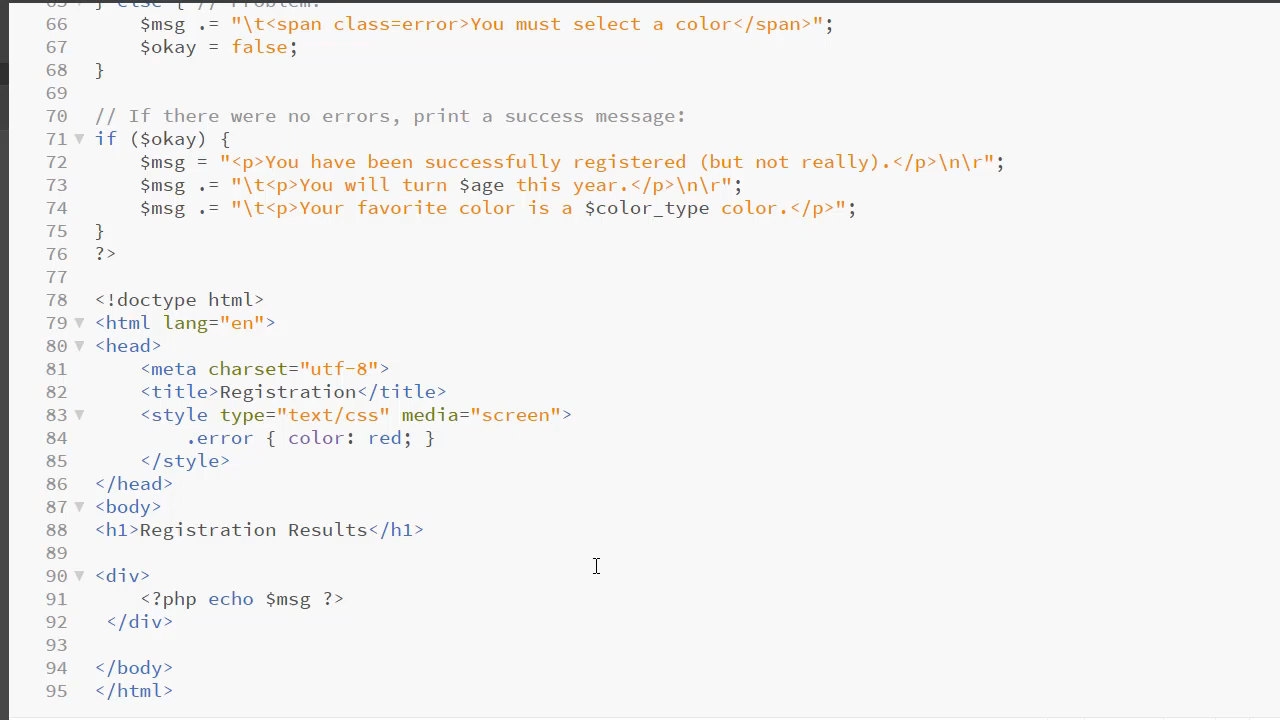 65 } else { // Problem!
66 $msg .= "\t<span class=error>You must select a color</span>";
67 $okay = false;
68 }
69
70 // If there were no errors, print a success message:
71 if ($okay) {
72 $msg = "<p>You have been successfully registered (but not really).</p>\n\r";
73 $msg .= "\t<p>You will turn $age this year.</p>\n\r";
74 $msg .= "\t<p>Your favorite color is a $color_type color.</p>";
75 }
76 ?>
77
78 <!doctype html>
79 <html lang="en">
80 <head>
81 <meta charset="utf-8">
82 <title>Registration</title>
83 <style type="text/css" media="screen">
84 .error { color: red; }
85 </style>
86 </head>
87 <body>
88 <h1>Registration Results</h1>
89
90 <div>
91 <?php echo $msg ?>
92 </div>
93
94 </body>
95 </html>